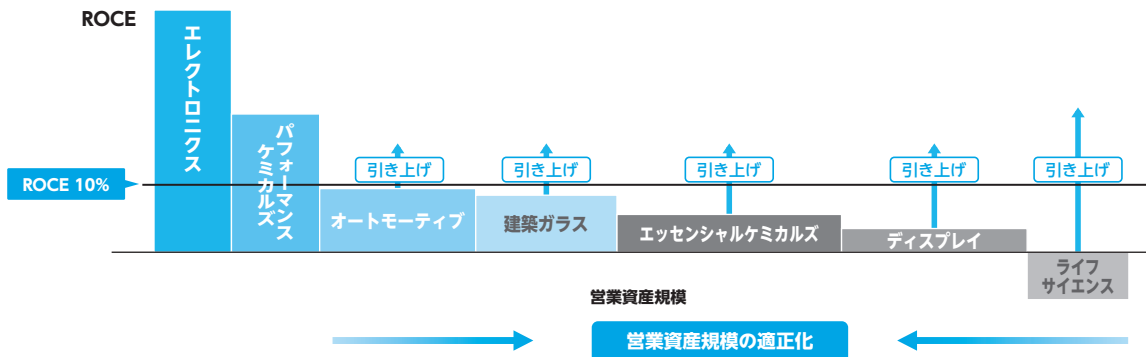 ROCE
エレクトロニクス
パフォーマンス
ケミカルズ
ROCE 10%
引き上げ
引き上げ
引き上げ
引き上げ
引き上げ
オートモーティブ
建築ガラス
エッセンシャルケミカルズ
ディスプレイ
ライフ
サイエンス
営業資産規模
営業資産規模の適正化